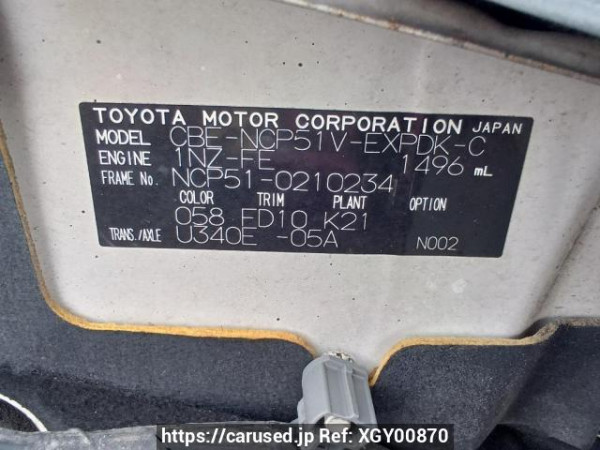 TOYOTA MOTOR CORPORATION JAPAN
MODEL CBE-NCP51V-EXPDK-C
ENGINE 1NZ-FE 1496 mL
FRAME No. NCP51-0210234
COLOR TRIM PLANT OPTION
058 FD10 K21
TRANS./AXLE U340E -05A N002
https://carused.jp Ref: XGY00870